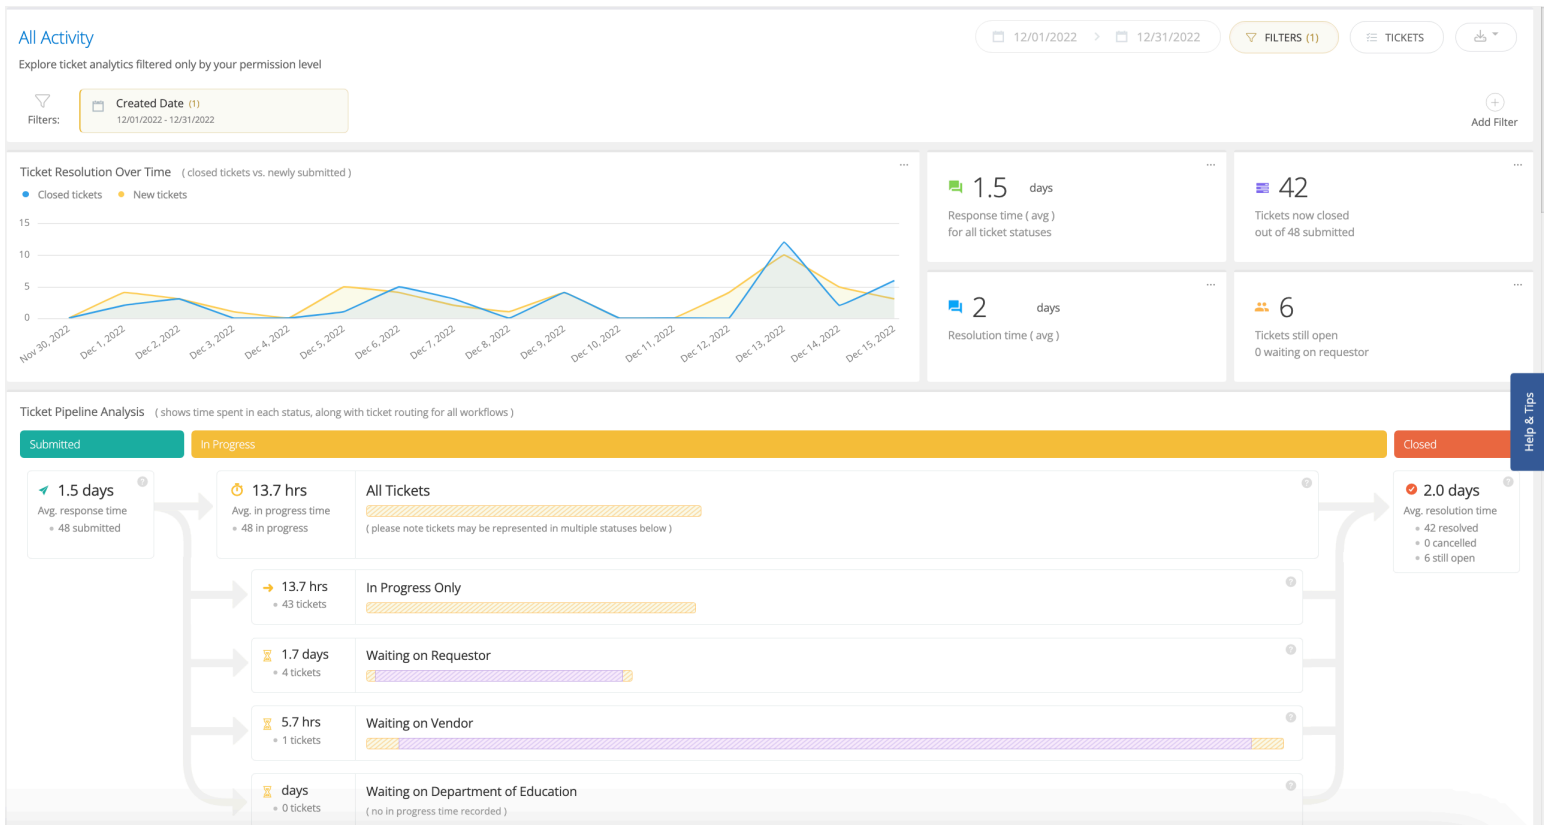 All Activity
12/01/2022 > 12/31/2022
FILTERS (1)
TICKETS
Explore ticket analytics filtered only by your permission level
Filters:
Created Date (1)
12/01/2022 - 12/31/2022
Add Filter
Ticket Resolution Over Time ( closed tickets vs. newly submitted )
Closed tickets
New tickets
15
10
5
0
Nov 30, 2022
Dec 1, 2022
Dec 2, 2022
Dec 3, 2022
Dec 4, 2022
Dec 5, 2022
Dec 6, 2022
Dec 7, 2022
Dec 8, 2022
Dec 9, 2022
Dec 10, 2022
Dec 11, 2022
Dec 12, 2022
Dec 13, 2022
Dec 14, 2022
Dec 15, 2022
1.5 days
Response time ( avg )
for all ticket statuses
42
Tickets now closed
out of 48 submitted
2 days
Resolution time ( avg )
6
Tickets still open
0 waiting on requestor
Help & Tips
Ticket Pipeline Analysis ( shows time spent in each status, along with ticket routing for all workflows )
Submitted
In Progress
Closed
1.5 days
Avg. response time
48 submitted
13.7 hrs
Avg. in progress time
48 in progress
All Tickets
( please note tickets may be represented in multiple statuses below )
2.0 days
Avg. resolution time
42 resolved
0 cancelled
6 still open
13.7 hrs
43 tickets
In Progress Only
1.7 days
4 tickets
Waiting on Requestor
5.7 hrs
1 tickets
Waiting on Vendor
days
0 tickets
Waiting on Department of Education
( no in progress time recorded )